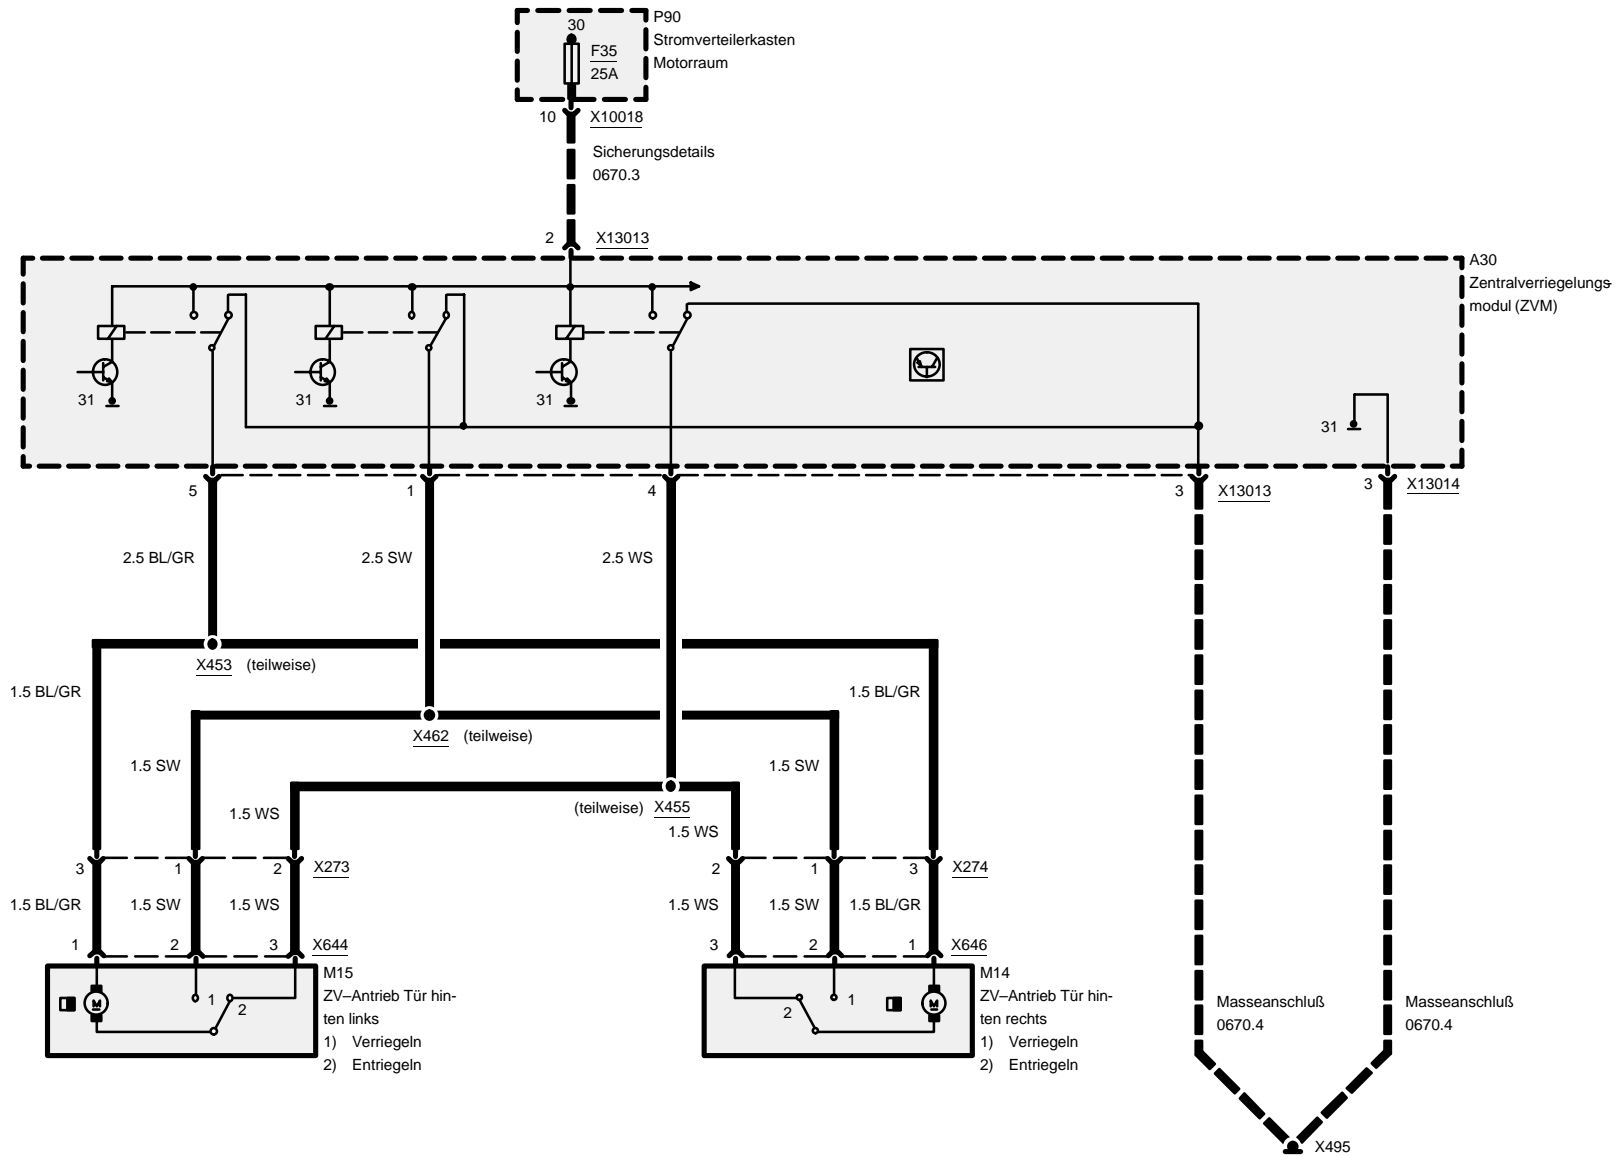 30
P90
Stromverteilerkasten
Motorraum
F35
25A
10 X10018
Sicherungsdetails
0670.3
2 X13013
A30
Zentralverriegelungs-
modul (ZVM)
31 31 31 31
5 1 4 3 X13013 3 X13014
2.5 BL/GR 2.5 SW 2.5 WS
X453 (teilweise)
1.5 BL/GR 1.5 BL/GR
X462 (teilweise)
1.5 SW 1.5 SW
(teilweise) X455
1.5 WS 1.5 WS
3 1 2 X273 2 1 3 X274
1.5 BL/GR 1.5 SW 1.5 WS 1.5 WS 1.5 SW 1.5 BL/GR
1 2 3 X644 3 2 1 X646
M15
ZV–Antrieb Tür hin-
ten links
1) Verriegeln
2) Entriegeln
M 1 2
M14
ZV–Antrieb Tür hin-
ten rechts
1) Verriegeln
2) Entriegeln
2 1 M
Masseanschluß
0670.4
Masseanschluß
0670.4
X495